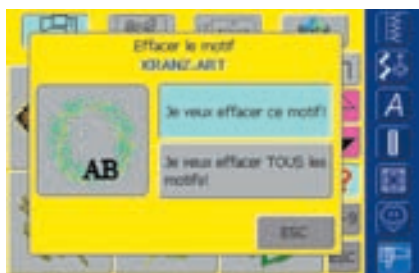 Effacer le motif
KRANZ.ART
Je veux effacer ce motif!
AB
Je veux effacer TOUS les
motifs!
ESC
A
?